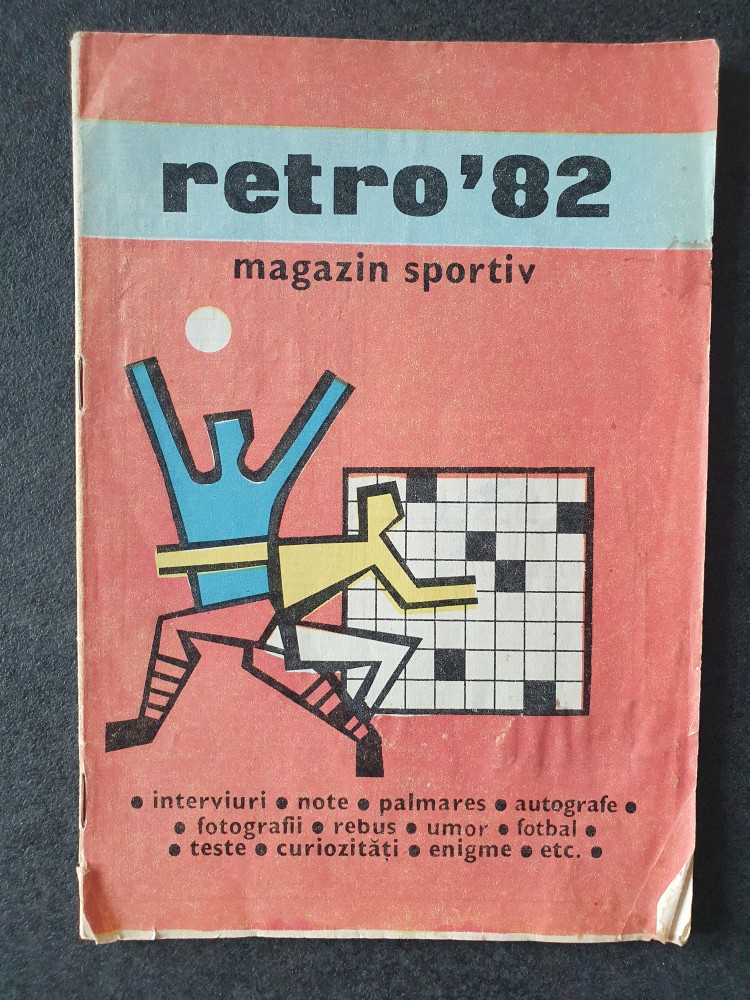 retro '82
magazin sportiv
• interviuri • note • palmares • autografe •
• fotografii • rebus • umor • fotbal •
• teste • curiozități • enigme • etc. •